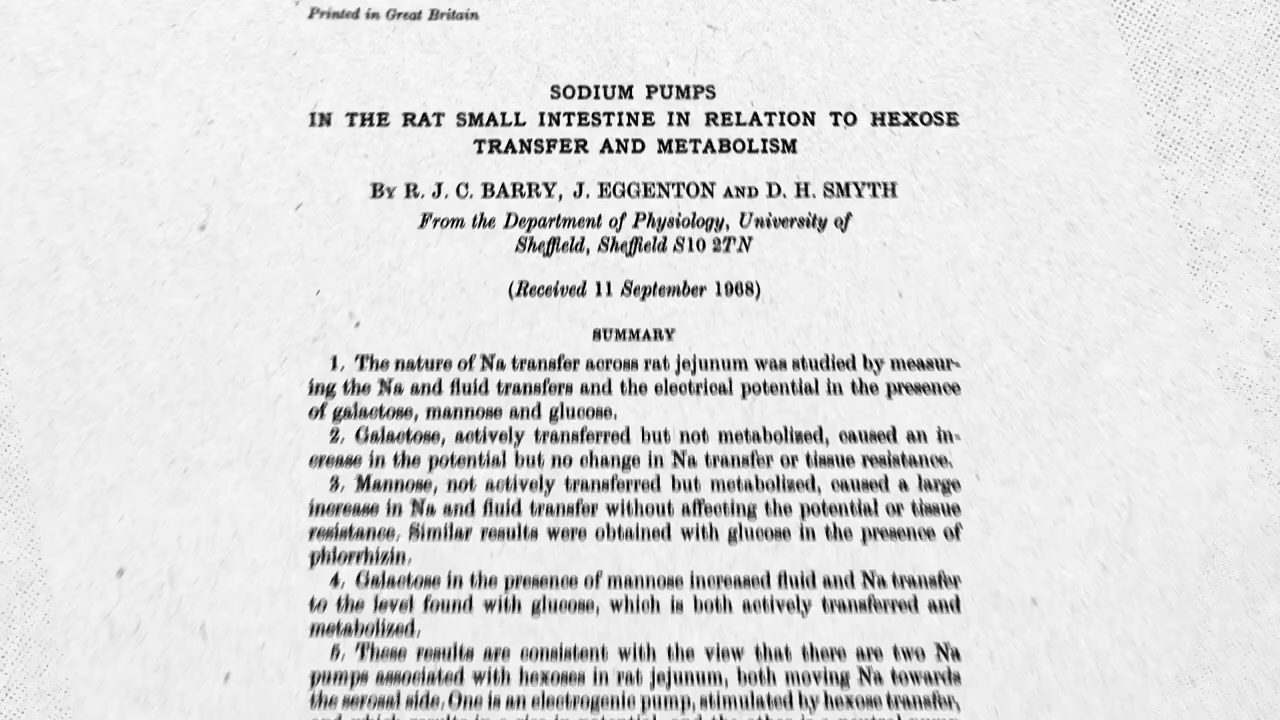 Printed in Great Britain
SODIUM PUMPS
IN THE RAT SMALL INTESTINE IN RELATION TO HEXOSE
TRANSFER AND METABOLISM
By R. J. C. BARRY, J. EGGENTON AND D. H. SMYTH
From the Department of Physiology, University of
Sheffield, Sheffield S10 2TN
(Received 11 September 1968)
SUMMARY
1. The nature of Na transfer across rat jejunum was studied by measur-
ing the Na and fluid transfers and the electrical potential in the presence
of galactose, mannose and glucose.
2. Galactose, actively transferred but not metabolized, caused an in-
crease in the potential but no change in Na transfer or tissue resistance.
3. Mannose, not actively transferred but metabolized, caused a large
increase in Na and fluid transfer without affecting the potential or tissue
resistance. Similar results were obtained with glucose in the presence of
phlorrhizin.
4. Galactose in the presence of mannose increased fluid and Na transfer
to the level found with glucose, which is both actively transferred and
metabolized.
5. These results are consistent with the view that there are two Na
pumps associated with hexoses in rat jejunum, both moving Na towards
the serosal side. One is an electrogenic pump, stimulated by hexose transfer,